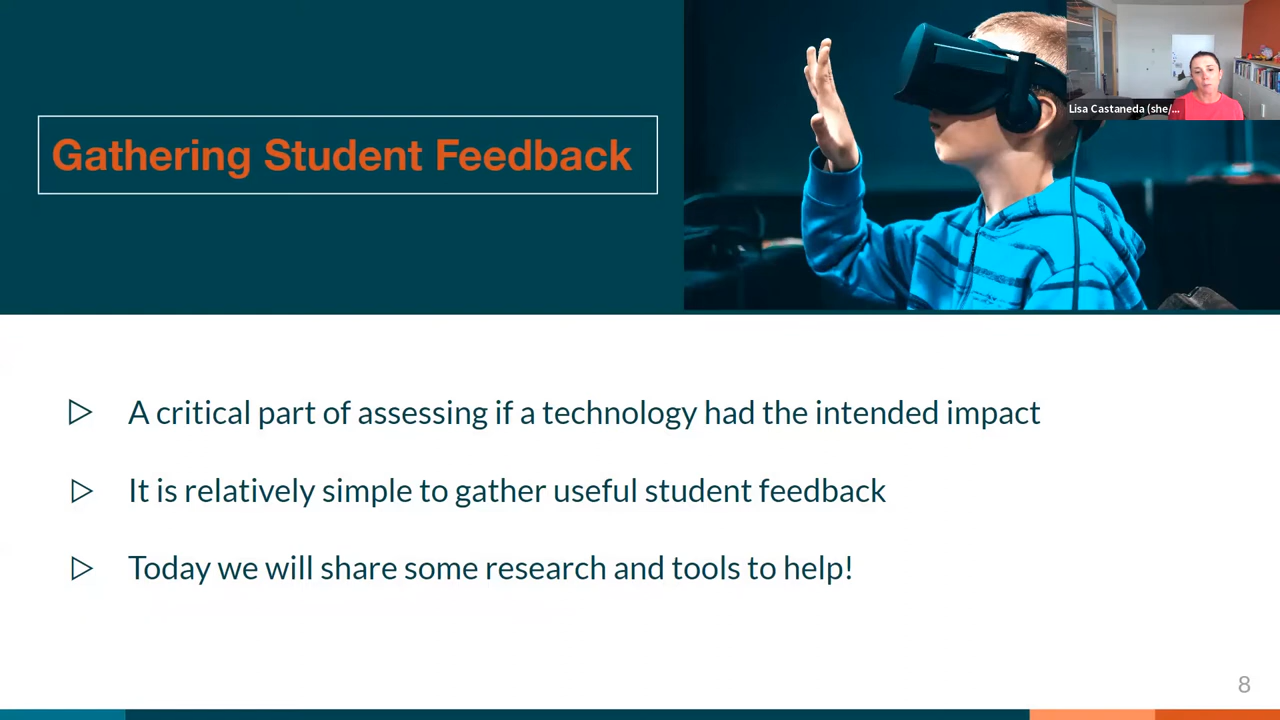 Gathering Student Feedback
Lisa Castaneda (she/...
▷ A critical part of assessing if a technology had the intended impact
▷ It is relatively simple to gather useful student feedback
▷ Today we will share some research and tools to help!
8